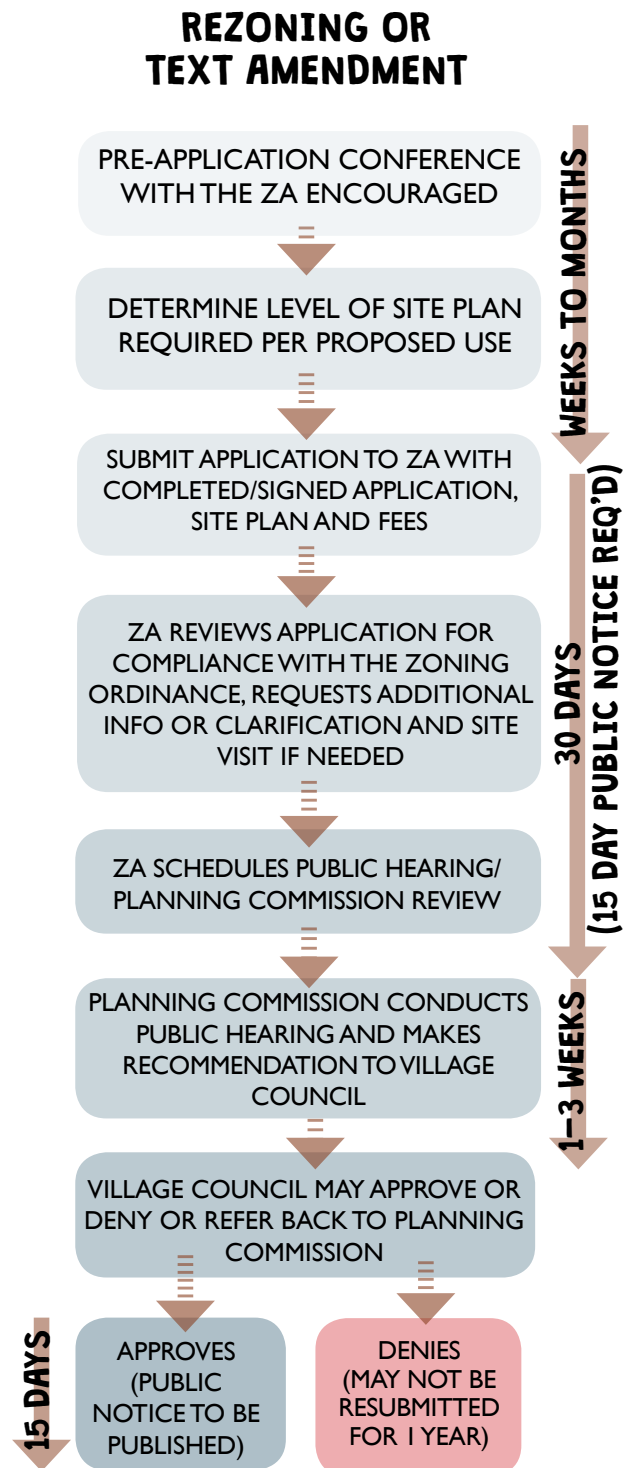 REZONING OR
TEXT AMENDMENT
PRE-APPLICATION CONFERENCE
WITH THE ZA ENCOURAGED
DETERMINE LEVEL OF SITE PLAN
REQUIRED PER PROPOSED USE
WEEKS TO MONTHS
SUBMIT APPLICATION TO ZA WITH
COMPLETED/SIGNED APPLICATION,
SITE PLAN AND FEES
ZA REVIEWS APPLICATION FOR
COMPLIANCE WITH THE ZONING
ORDINANCE, REQUESTS ADDITIONAL
INFO OR CLARIFICATION AND SITE
VISIT IF NEEDED
ZA SCHEDULES PUBLIC HEARING/
PLANNING COMMISSION REVIEW
30 DAYS
(15 DAY PUBLIC NOTICE REQ'D)
PLANNING COMMISSION CONDUCTS
PUBLIC HEARING AND MAKES
RECOMMENDATION TO VILLAGE
COUNCIL
1-3 WEEKS
VILLAGE COUNCIL MAY APPROVE OR
DENY OR REFER BACK TO PLANNING
COMMISSION
15 DAYS
APPROVES
(PUBLIC
NOTICE TO BE
PUBLISHED)
DENIES
(MAY NOT BE
RESUBMITTED
FOR 1 YEAR)